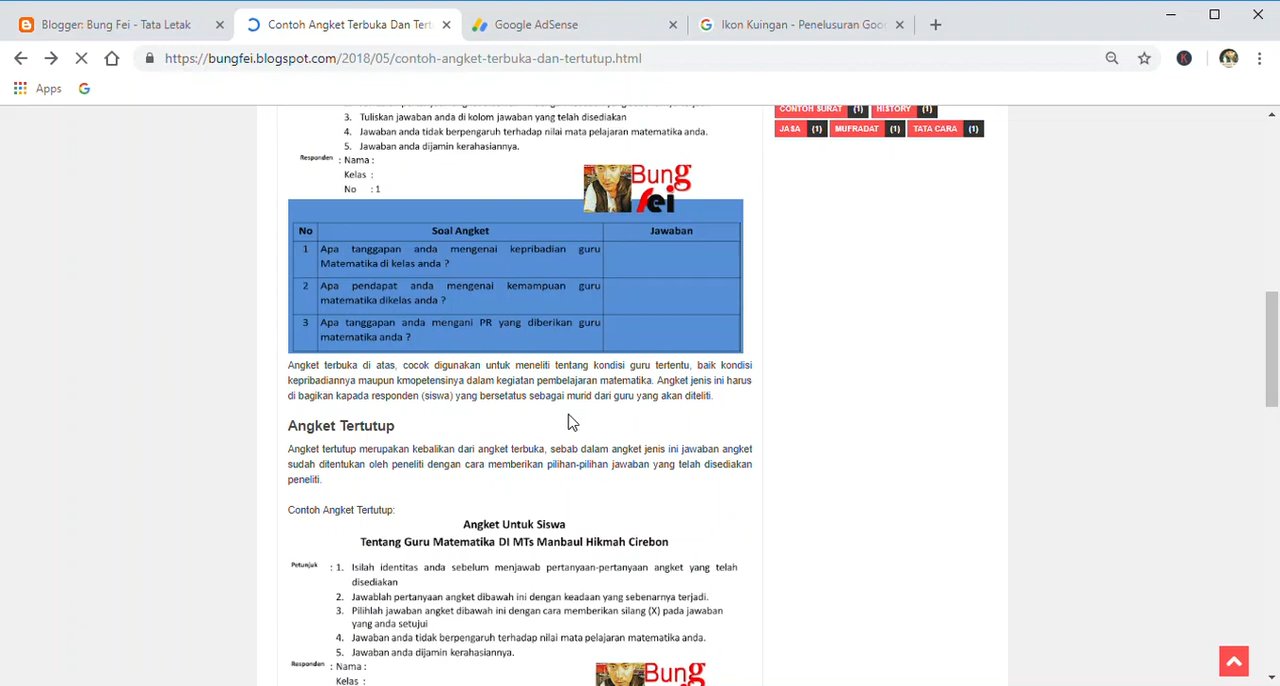 Blogger: Bung Fei - Tata Letak
Contoh Angket Terbuka Dan Tert
Google AdSense
Ikon Kuingan - Penelusuran Goo
https://bungfei.blogspot.com/2018/05/contoh-angket-terbuka-dan-tertutup.html
K
Apps
3. Tuliskan jawaban anda di kolom jawaban yang telah disediakan
4. Jawaban anda tidak berpengaruh terhadap nilai mata pelajaran matematika anda.
5. Jawaban anda dijamin kerahasiannya.
Responden : Nama :
Kelas :
No : 1
Bung
fei
No Soal Angket Jawaban
1 Apa tanggapan anda mengenai kepribadian guru
Matematika di kelas anda ?
2 Apa pendapat anda mengenai kemampuan guru
matematika dikelas anda ?
3 Apa tanggapan anda mengani PR yang diberikan guru
matematika anda ?
Angket terbuka di atas, cocok digunakan untuk meneliti tentang kondisi guru tertentu, baik kondisi
kepribadiannya maupun kmopetensinya dalam kegiatan pembelajaran matematika. Angket jenis ini harus
di bagikan kapada responden (siswa) yang bersetatus sebagai murid dari guru yang akan diteliti.
Angket Tertutup
Angket tertutup merupakan kebalikan dari angket terbuka, sebab dalam angket jenis ini jawaban angket
sudah ditentukan oleh peneliti dengan cara memberikan pilihan-pilihan jawaban yang telah disediakan
peneliti.
Contoh Angket Tertutup:
Angket Untuk Siswa
Tentang Guru Matematika DI MTs Manbaul Hikmah Cirebon
Petunjuk : 1. Isilah identitas anda sebelum menjawab pertanyaan-pertanyaan angket yang telah
disediakan
2. Jawablah pertanyaan angket dibawah ini dengan keadaan yang sebenarnya terjadi.
3. Pilihlah jawaban angket dibawah ini dengan cara memberikan silang (X) pada jawaban
yang anda setujui
4. Jawaban anda tidak berpengaruh terhadap nilai mata pelajaran matematika anda.
5. Jawaban anda dijamin kerahasiannya.
Responden : Nama :
Kelas :
Bung
CONTOH SURAT (1) HISTORY (1)
JASA (1) MUFRADAT (1) TATA CARA (1)